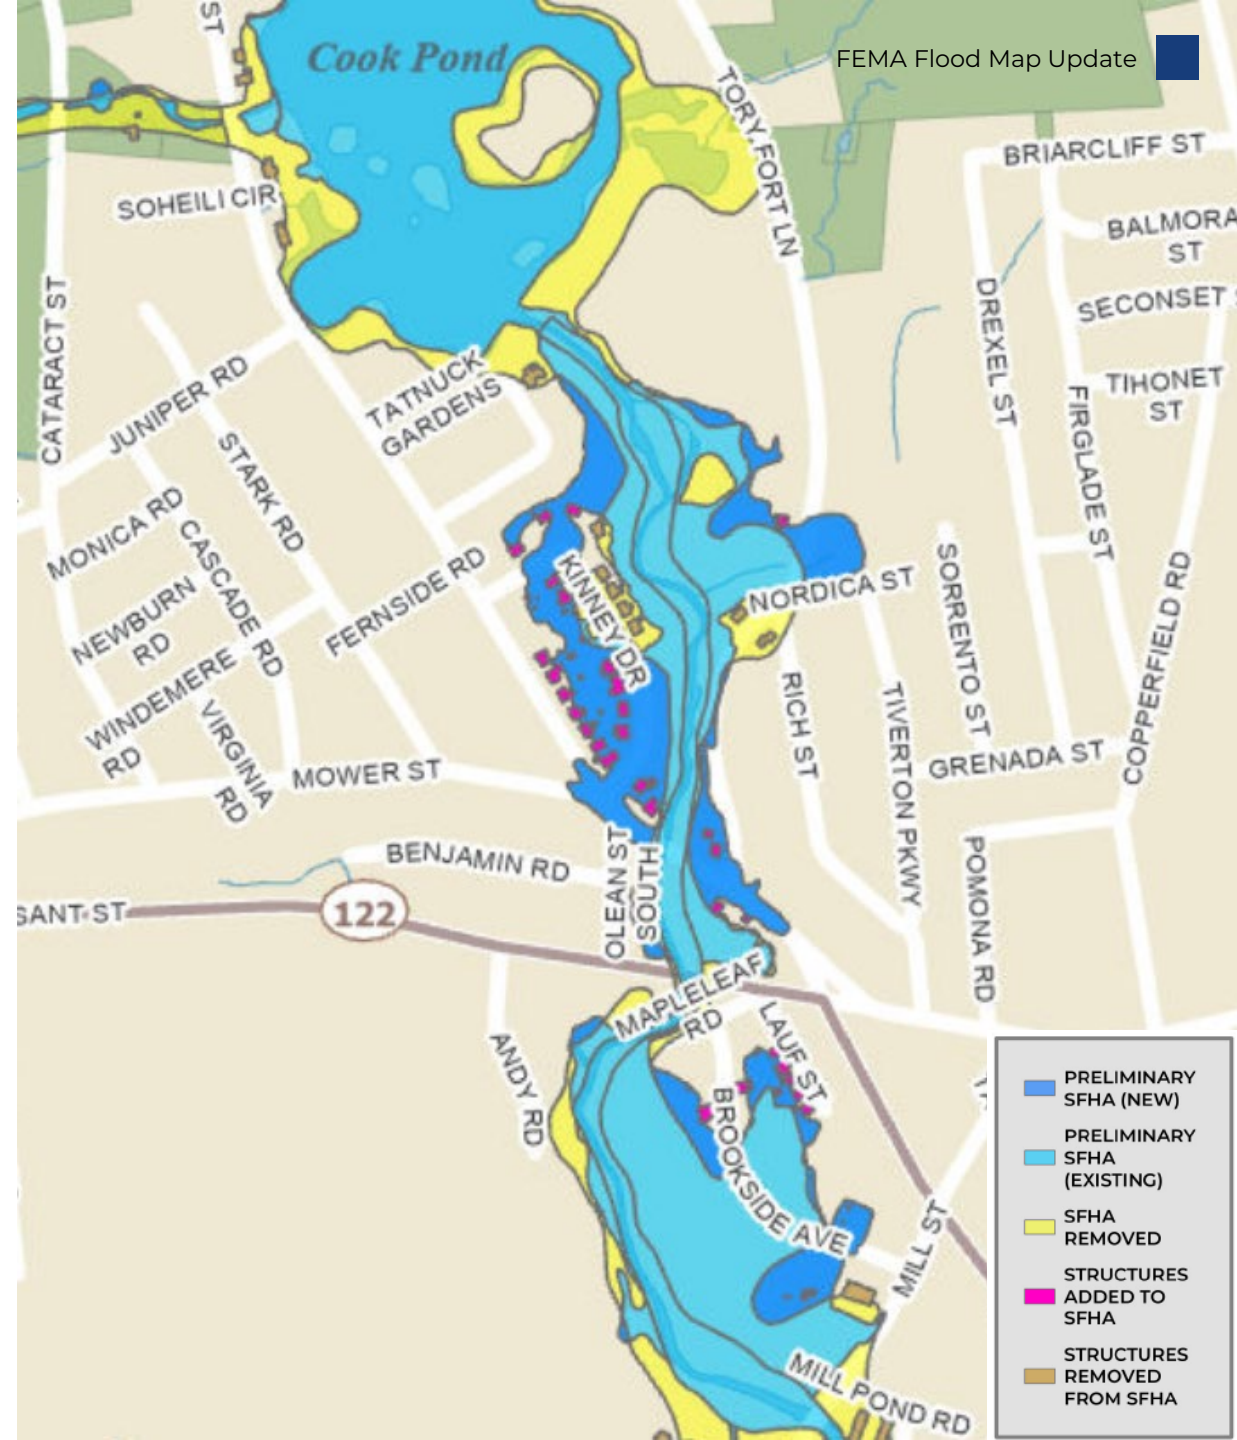 ST
Cook Pond
FEMA Flood Map Update
TORY FORT LN
BRIARCLIFF ST
SOHEILI CIR
BALMORA
ST
CATARACT ST
DREXEL ST
SECONSET
TIHONET
ST
FIRGLADE ST
JUNIPER RD
TATNUCK
GARDENS
STARK RD
MONICA RD
CASCADE RD
FERNSIDE RD
KINNEY DR
NORDICA ST
SORRENTO ST
COPPERFIELD RD
NEWBURN
RD
WINDEMERE
RD
VIRGINIA
RD
RICH ST
TIVERTON PKWY
GRENADA ST
MOWER ST
BENJAMIN RD
OLEAN ST
SOUTH
POMONA RD
SANT ST
122
MAPLELEAF
RD
LAUF ST
ANDY RD
BROOKSIDE AVE
MILL ST
MILL POND RD
PRELIMINARY
SFHA (NEW)
PRELIMINARY
SFHA
(EXISTING)
SFHA
REMOVED
STRUCTURES
ADDED TO
SFHA
STRUCTURES
REMOVED
FROM SFHA